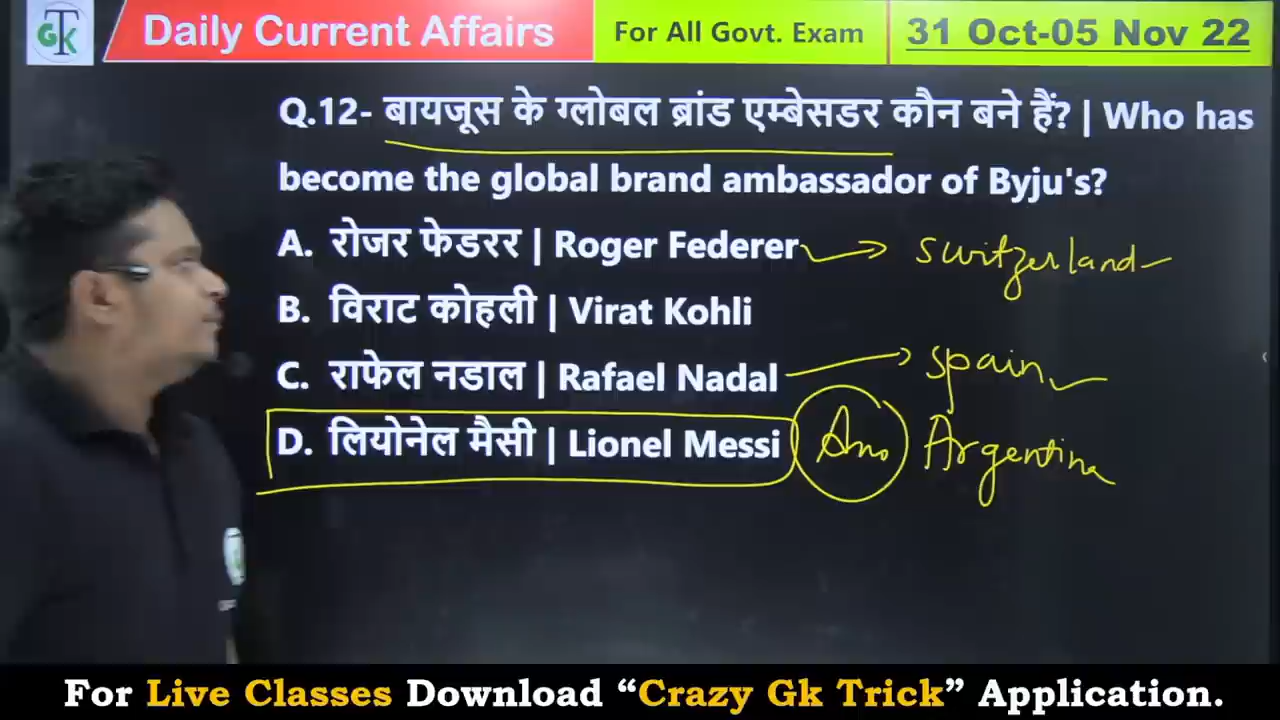 GTK
Daily Current Affairs
For All Govt. Exam
31 Oct-05 Nov 22
Q.12- बायजूस के ग्लोबल ब्रांड एम्बेसडर कौन बने हैं? | Who has
become the global brand ambassador of Byju's?
A. रोजर फेडरर | Roger Federer → Switzerland
B. विराट कोहली | Virat Kohli
C. राफेल नडाल | Rafael Nadal → Spain
D. लियोनेल मैसी | Lionel Messi Ans Argentina
For Live Classes Download “Crazy Gk Trick” Application.